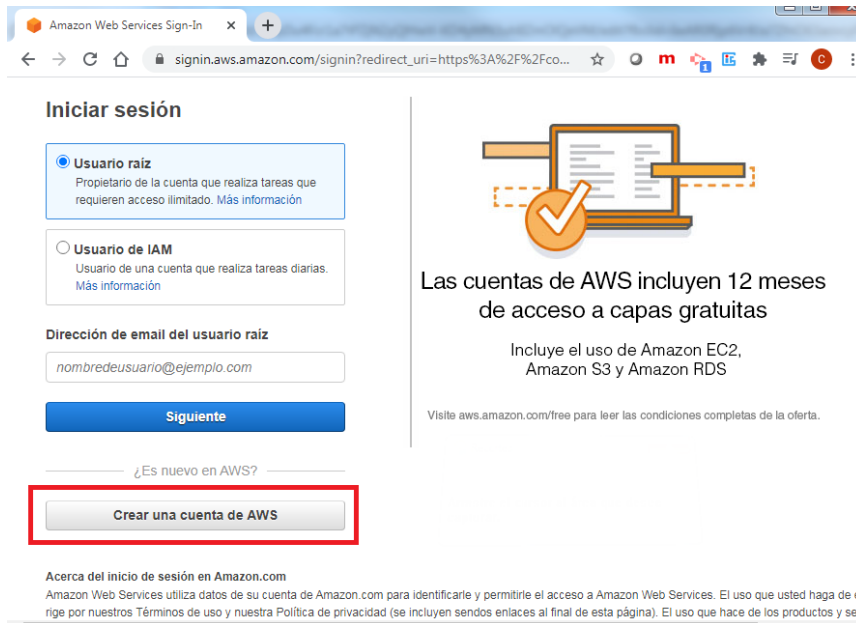 Amazon Web Services Sign-In
signin.aws.amazon.com/signin?redirect_uri=https%3A%2F%2Fco...
m
1
C
Iniciar sesión
Usuario raíz
Propietario de la cuenta que realiza tareas que
requieren acceso ilimitado. Más información
Usuario de IAM
Usuario de una cuenta que realiza tareas diarias.
Más información
Dirección de email del usuario raíz
nombredeusuario@ejemplo.com
Siguiente
¿Es nuevo en AWS?
Crear una cuenta de AWS
Las cuentas de AWS incluyen 12 meses
de acceso a capas gratuitas
Incluye el uso de Amazon EC2,
Amazon S3 y Amazon RDS
Visite aws.amazon.com/free para leer las condiciones completas de la oferta.
Acerca del inicio de sesión en Amazon.com
Amazon Web Services utiliza datos de su cuenta de Amazon.com para identificarle y permitirle el acceso a Amazon Web Services. El uso que usted haga de
rige por nuestros Términos de uso y nuestra Política de privacidad (se incluyen sendos enlaces al final de esta página). El uso que hace de los productos y se